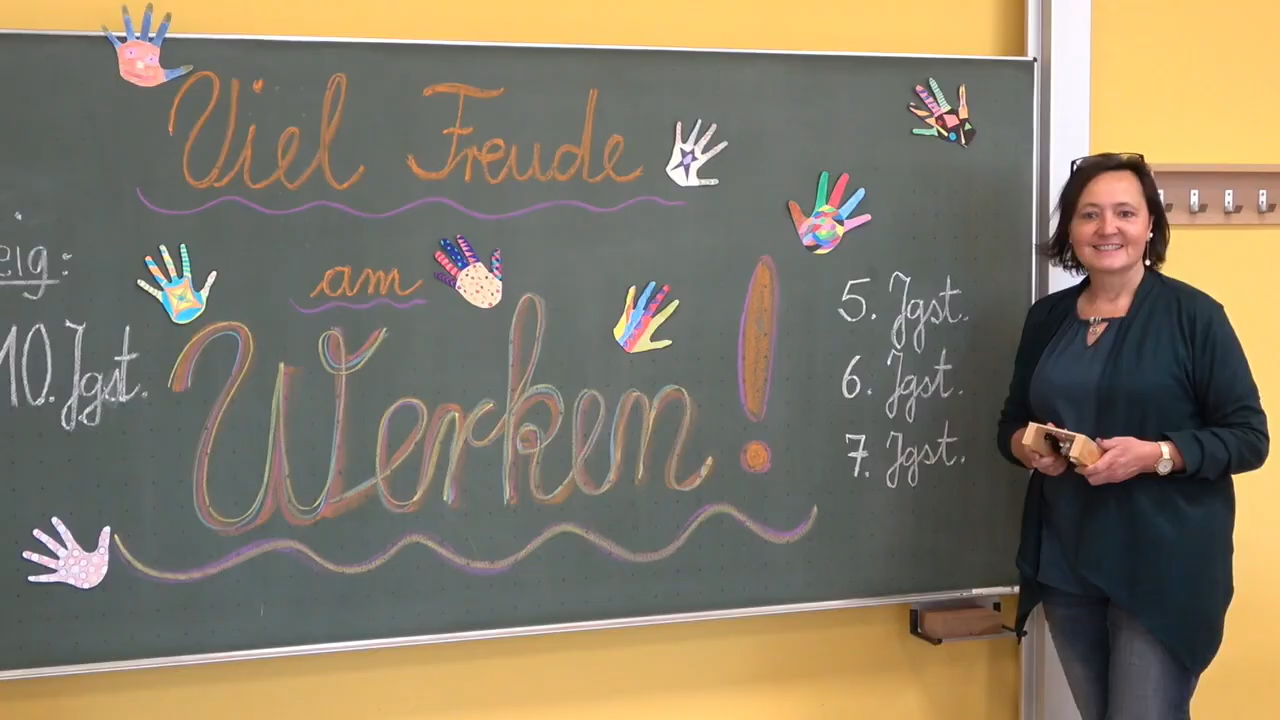 Viel Freude
am
Werken!
eig:
10. Jgst.
5. Jgst.
6. Jgst.
7. Jgst.